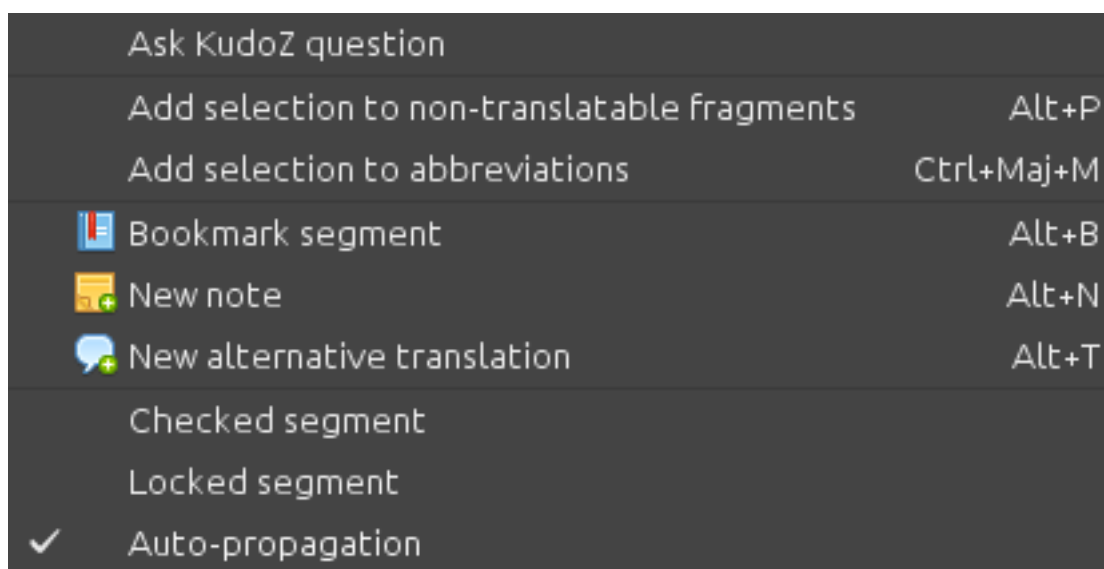 Ask KudoZ question
Add selection to non-translatable fragments Alt+P
Add selection to abbreviations Ctrl+Maj+M
Bookmark segment Alt+B
New note Alt+N
New alternative translation Alt+T
Checked segment
Locked segment
Auto-propagation